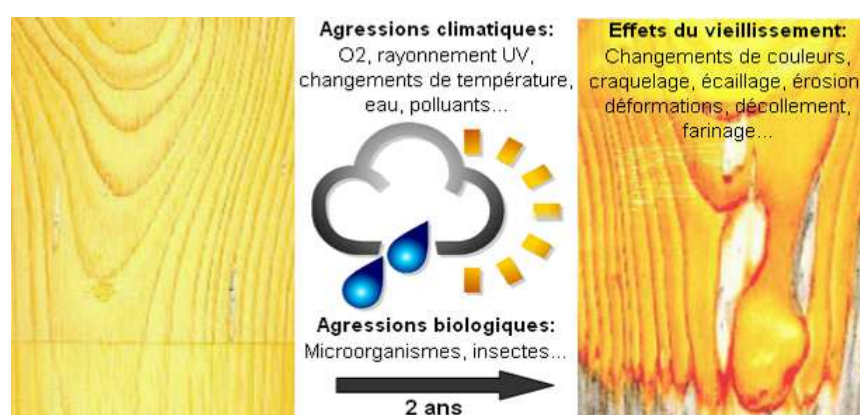 Agressions climatiques:
O2, rayonnement UV,
changements de température,
eau, polluants...
Agressions biologiques:
Microorganismes, insectes...
2 ans
Effets du vieillissement:
Changements de couleurs,
craquelage, écaillage, érosion
déformations, décollement,
farinage...